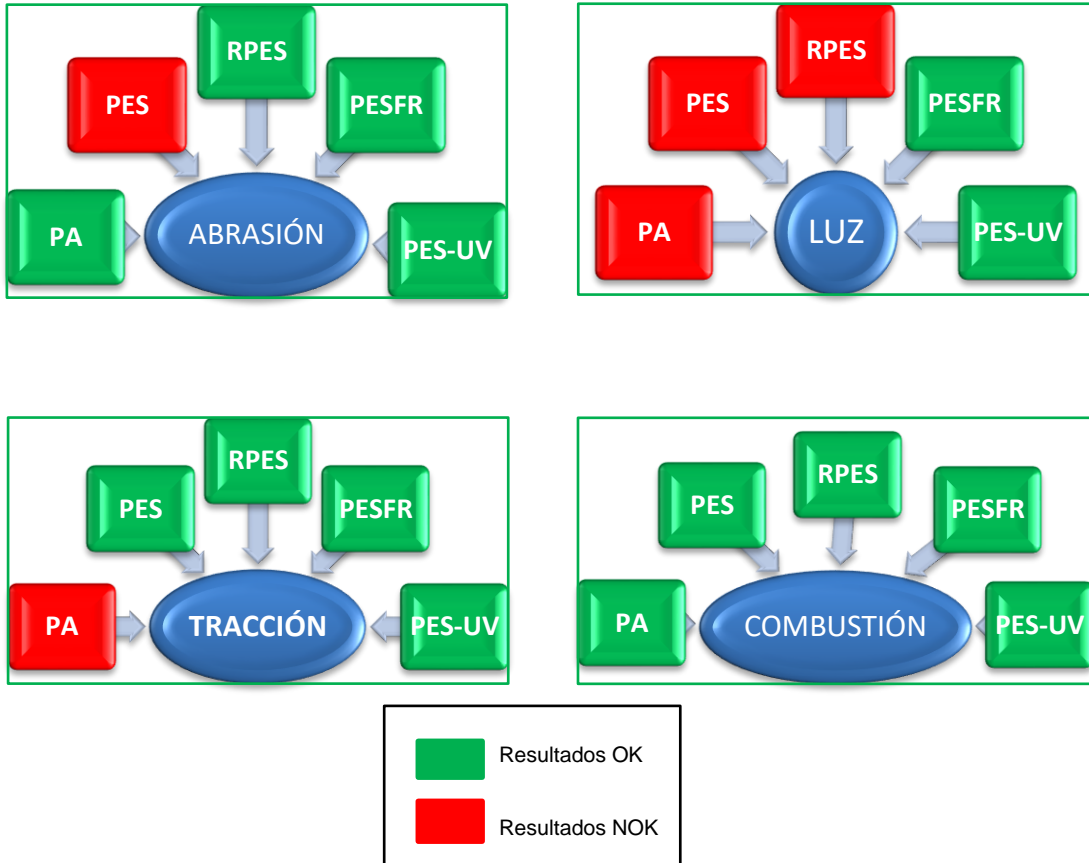 RPES
PES
PESFR
PA
ABRASIÓN
PES-UV
RPES
PES
PESFR
PA
LUZ
PES-UV
RPES
PES
PESFR
PA
TRACCIÓN
PES-UV
RPES
PES
PESFR
PA
COMBUSTIÓN
PES-UV
Resultados OK
Resultados NOK